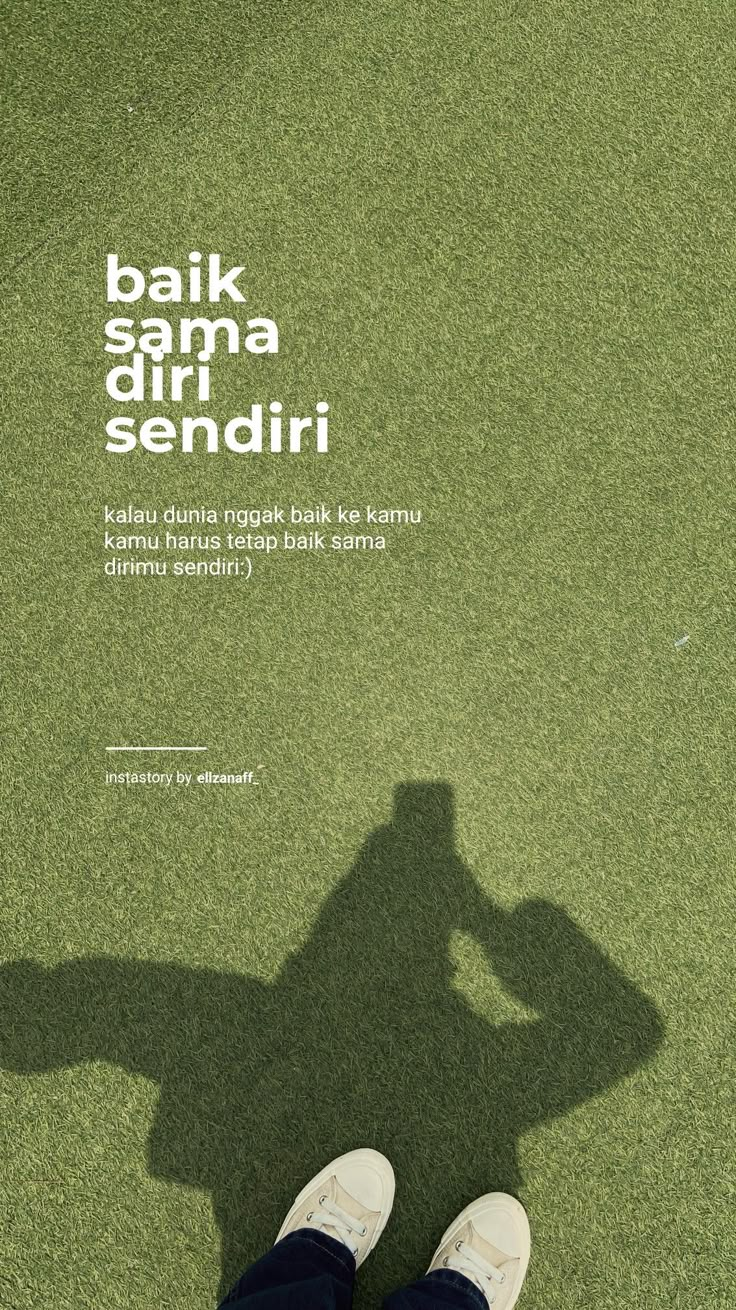 baik
sama
diri
sendiri
kalau dunia nggak baik ke kamu
kamu harus tetap baik sama
dirimu sendiri:)
instastory by ellzanaff_